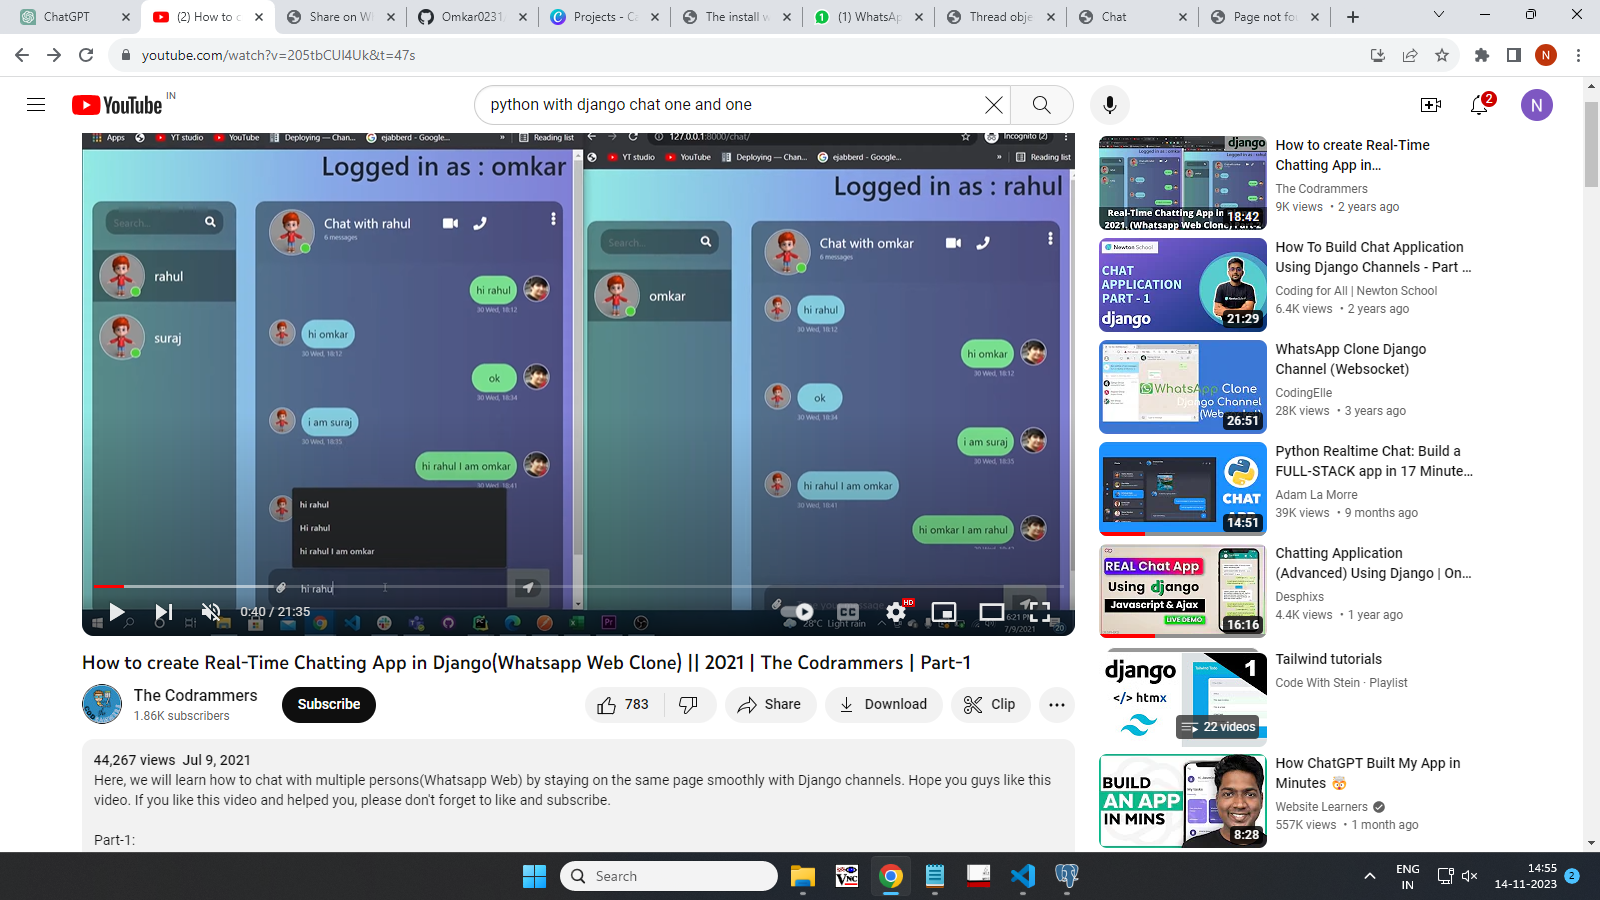 ChatGPT
(2) How to c
Share on W
Omkar0231/
Projects - Ca
The install w
(1) WhatsAp
Thread obje
Chat
Page not fo
youtube.com/watch?v=205tbCUl4Uk&t=47s
N
YouTube
IN
python with django chat one and one
2
N
Apps
YT studio
YouTube
Deploying — Chan...
ejabberd - Google...
»
Reading list
127.0.0.1:8000/chat/
Incognito (2)
YT studio
YouTube
Deploying — Chan...
ejabberd - Google...
»
Reading list
Logged in as : omkar
Search...
Chat with rahul
6 messages
rahul
suraj
hi rahul
30 Wed, 18:12
hi omkar
30 Wed, 18:12
ok
30 Wed, 18:34
i am suraj
30 Wed, 18:35
hi rahul I am omkar
30 Wed, 18:41
hi rahul
Hi rahul
hi rahul I am omkar
hi rahu
Logged in as : rahul
Search...
Chat with omkar
6 messages
omkar
hi rahul
30 Wed, 18:12
hi omkar
30 Wed, 18:12
ok
30 Wed, 18:34
i am suraj
30 Wed, 18:35
hi rahul I am omkar
30 Wed, 18:41
hi omkar I am rahul
0:40 / 21:35
CC
HD
28°C Light rain
7/9/2021
How to create Real-Time Chatting App in Django(Whatsapp Web Clone) || 2021 | The Codrammers | Part-1
The Codrammers
1.86K subscribers
Subscribe
783
Share
Download
Clip
44,267 views Jul 9, 2021
Here, we will learn how to chat with multiple persons(Whatsapp Web) by staying on the same page smoothly with Django channels. Hope you guys like this
video. If you like this video and helped you, please don't forget to like and subscribe.
Part-1:
django
Real-Time Chatting App in
2021. (Whatsapp Web Clone) Part-2
18:42
How to create Real-Time
Chatting App in...
The Codrammers
9K views • 2 years ago
Newton School
CHAT
APPLICATION
PART - 1
django
21:29
How To Build Chat Application
Using Django Channels - Part ...
Coding for All | Newton School
6.4K views • 2 years ago
WhatsApp Clone
Django Channel
(Websocket)
26:51
WhatsApp Clone Django
Channel (Websocket)
CodingElle
28K views • 3 years ago
CHAT
14:51
Python Realtime Chat: Build a
FULL-STACK app in 17 Minute...
Adam La Morre
39K views • 9 months ago
REAL Chat App
Using django
Javascript & Ajax
LIVE DEMO
16:16
Chatting Application
(Advanced) Using Django | On...
Desphixs
4.4K views • 1 year ago
django
</> htmx
1
22 videos
Tailwind tutorials
Code With Stein · Playlist
BUILD
AN APP
IN MINS
8:28
How ChatGPT Built My App in
Minutes 🤯
Website Learners
557K views • 1 month ago
Search
VNC
ENG
IN
14:55
14-11-2023
2